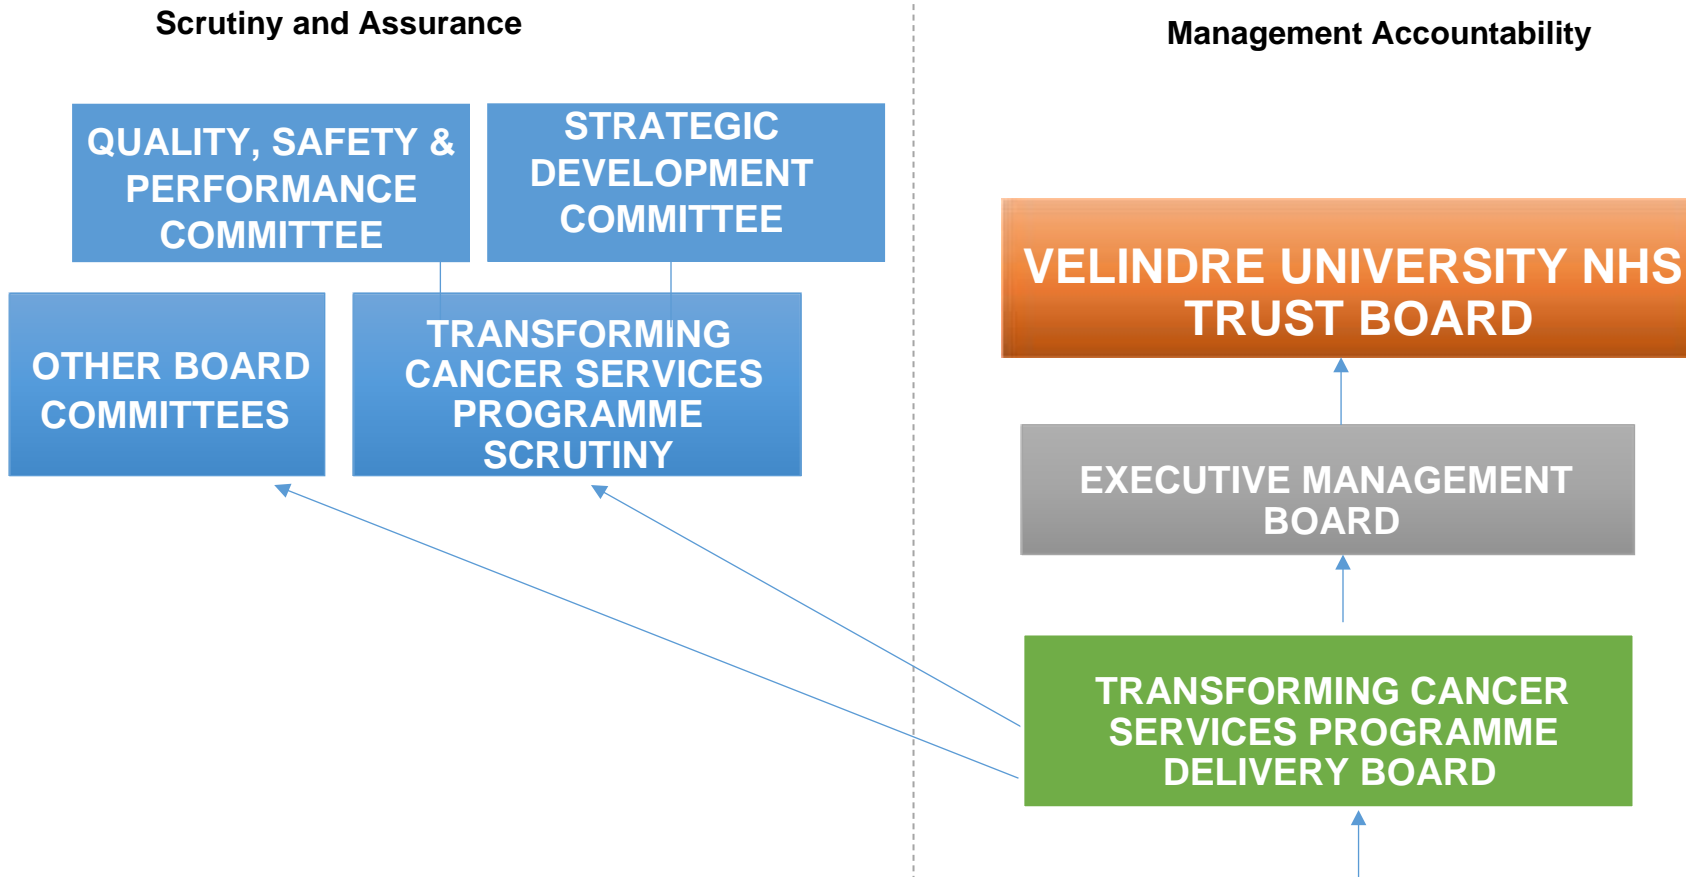 Scrutiny and Assurance
Management Accountability
QUALITY, SAFETY &
PERFORMANCE
COMMITTEE
STRATEGIC
DEVELOPMENT
COMMITTEE
OTHER BOARD
COMMITTEES
TRANSFORMING
CANCER SERVICES
PROGRAMME
SCRUTINY
VELINDRE UNIVERSITY NHS
TRUST BOARD
EXECUTIVE MANAGEMENT
BOARD
TRANSFORMING CANCER
SERVICES PROGRAMME
DELIVERY BOARD